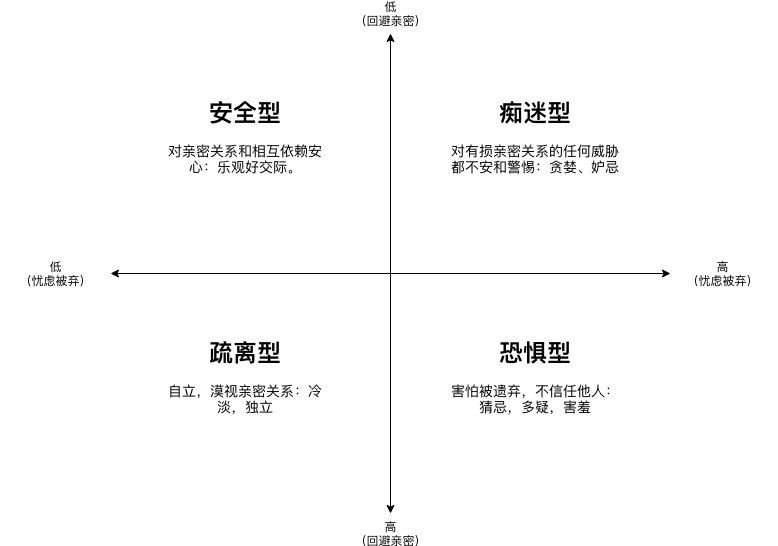 低
（回避亲密）
安全型
对亲密关系和相互依赖安
心：乐观好交际。
痴迷型
对有损亲密关系的任何威胁
都不安和警惕：贪婪、妒忌
低
（忧虑被弃）
高
（忧虑被弃）
疏离型
自立，漠视亲密关系：冷
淡，独立
恐惧型
害怕被遗弃，不信任他人：
猜忌，多疑，害羞
高
（回避亲密）